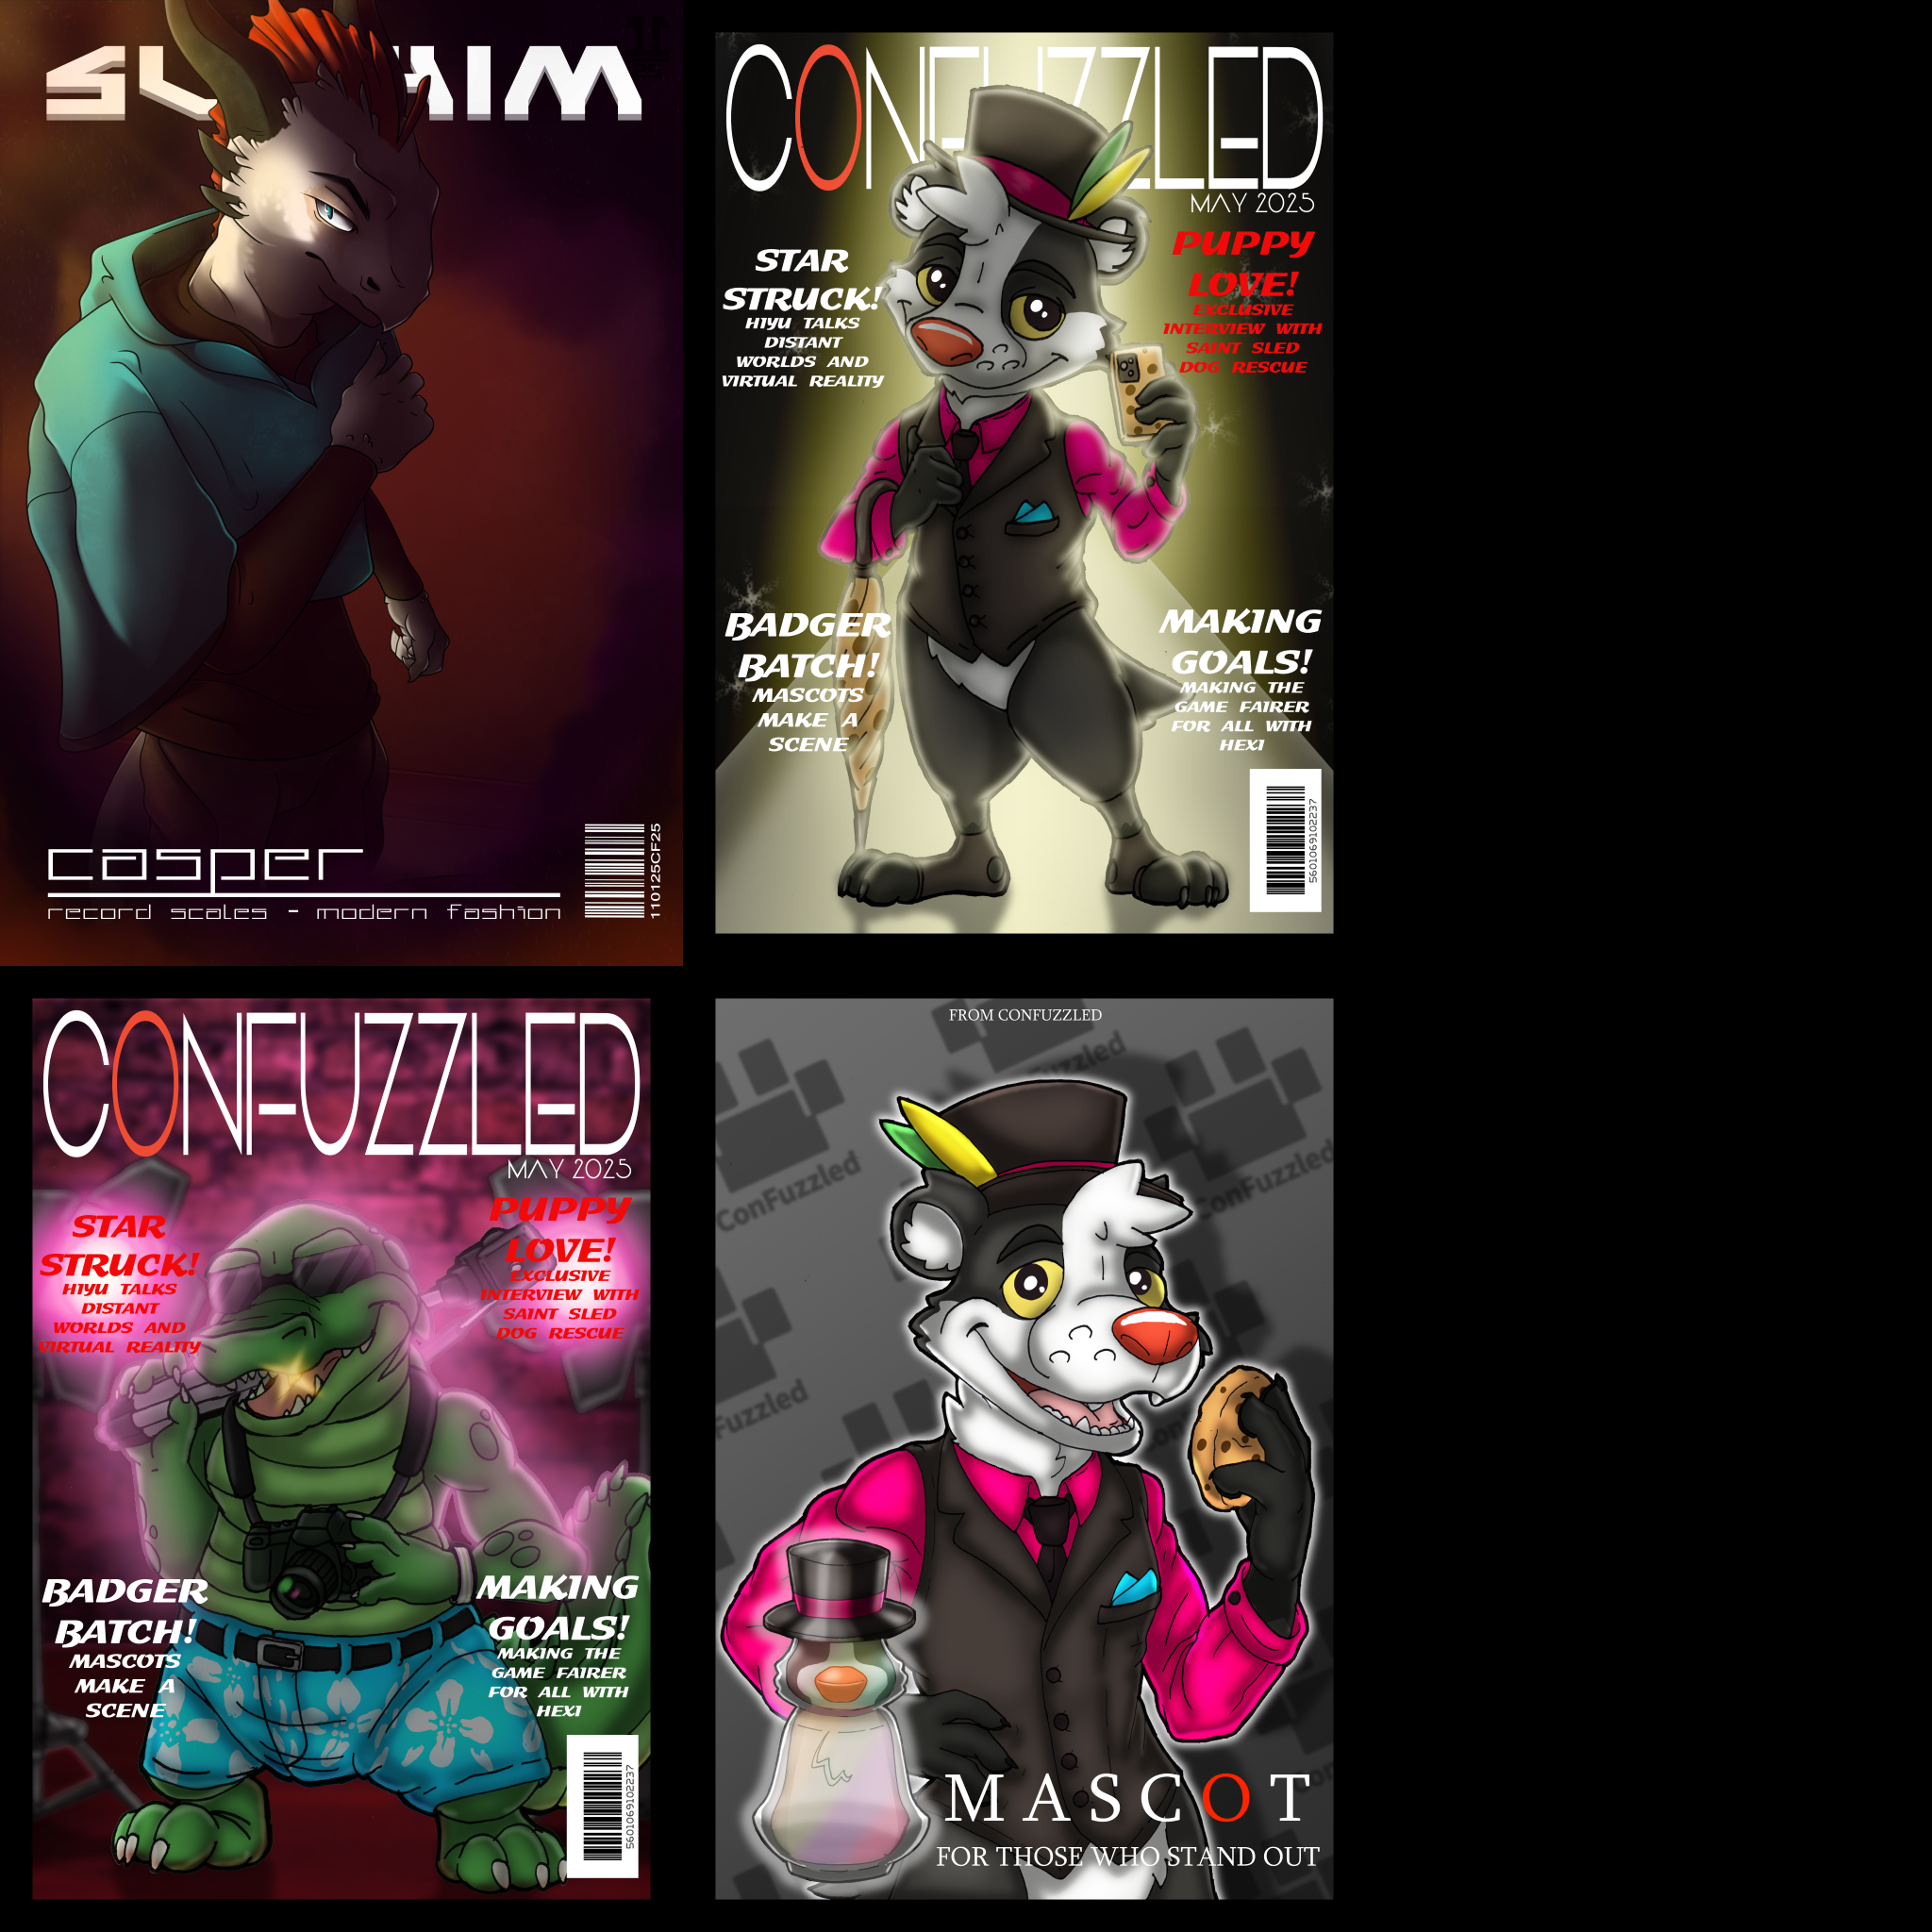 casper
record scales - modern fashion
110125CF25
CONFUZZLED
MAY 2025
STAR
STRUCK!
HIYU TALKS
DISTANT
WORLDS AND
VIRTUAL REALITY
PUPPY
LOVE!
EXCLUSIVE
INTERVIEW WITH
SAINT SLED
DOG RESCUE
BADGER
BATCH!
MASCOTS
MAKE A
SCENE
MAKING
GOALS!
MAKING THE
GAME FAIRER
FOR ALL WITH
HEXI
5601069102237
CONFUZZLED
MAY 2025
STAR
STRUCK!
HIYU TALKS
DISTANT
WORLDS AND
VIRTUAL REALITY
PUPPY
LOVE!
EXCLUSIVE
INTERVIEW WITH
SAINT SLED
DOG RESCUE
BADGER
BATCH!
MASCOTS
MAKE A
SCENE
MAKING
GOALS!
MAKING THE
GAME FAIRER
FOR ALL WITH
HEXI
5601069102237
FROM CONFUZZLED
ConFuzzled
ConFuzzled
MASCOT
FOR THOSE WHO STAND OUT